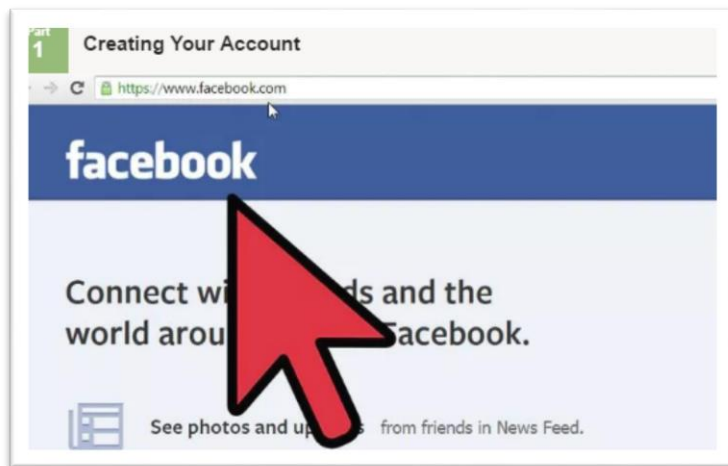 Part
1
Creating Your Account
https://www.facebook.com
facebook
Connect wi ds and the
world arou Facebook.
See photos and up s from friends in News Feed.